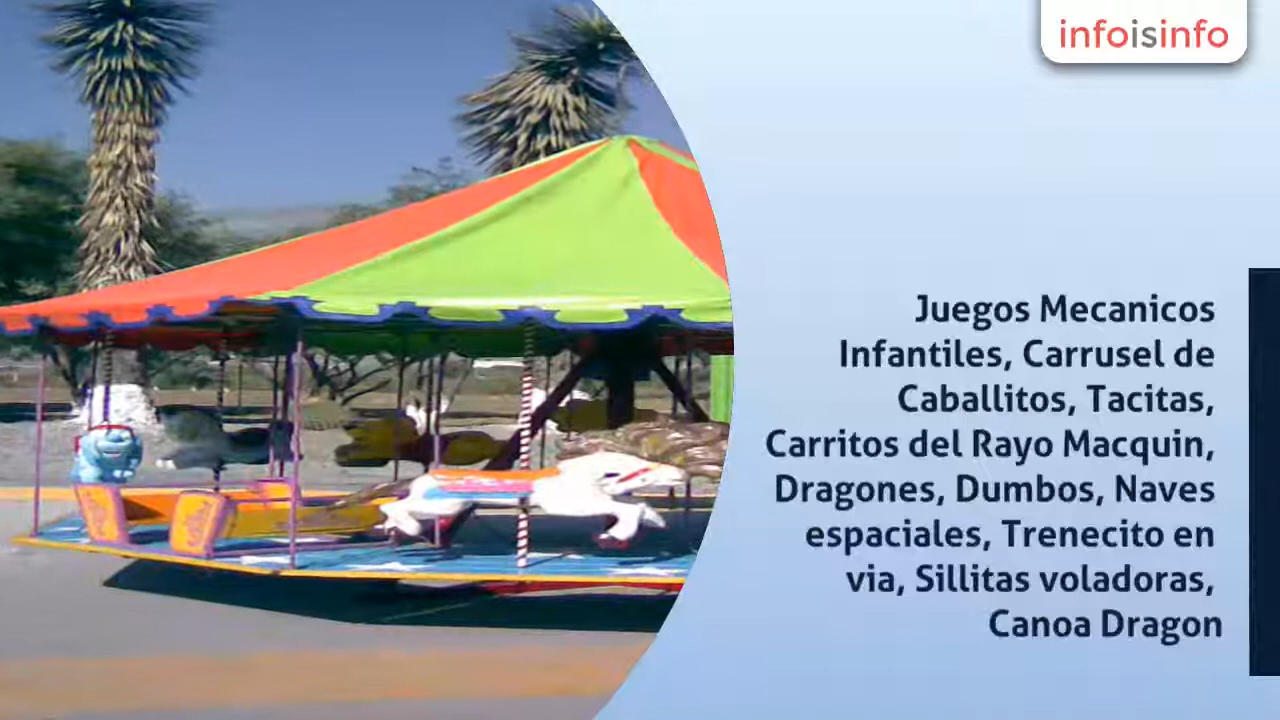 infoisinfo
Juegos Mecanicos
Infantiles, Carrusel de
Caballitos, Tacitas,
Carritos del Rayo Macquin,
Dragones, Dumbos, Naves
espaciales, Trenecito en
via, Sillitas voladoras,
Canoa Dragon